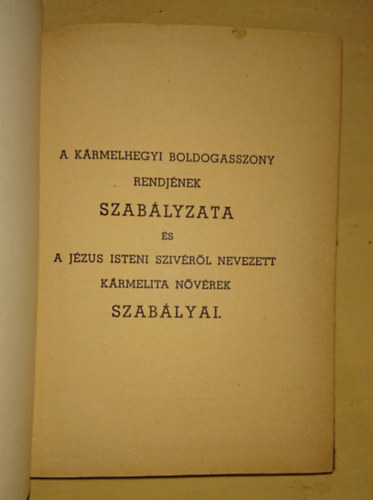 A KÁRMELHEGYI BOLDOGASSZONY
RENDJÉNEK
SZABÁLYZATA
ÉS
A JÉZUS ISTENI SZIVÉRŐL NEVEZETT
KÁRMELITA NŐVÉREK
SZABÁLYAI.